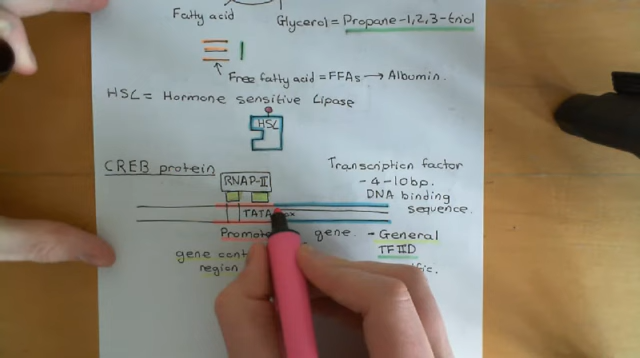 Fatty acid
Glycerol = Propane-1,2,3-triol
Free fatty acid = FFAs → Albumin.
HSL = Hormone sensitive Lipase
HSL
CREB protein
RNAP-II
TATA
gene.
gene
region
Transcription factor
- 4-10bp.
DNA binding
sequence.
- General
TFIID